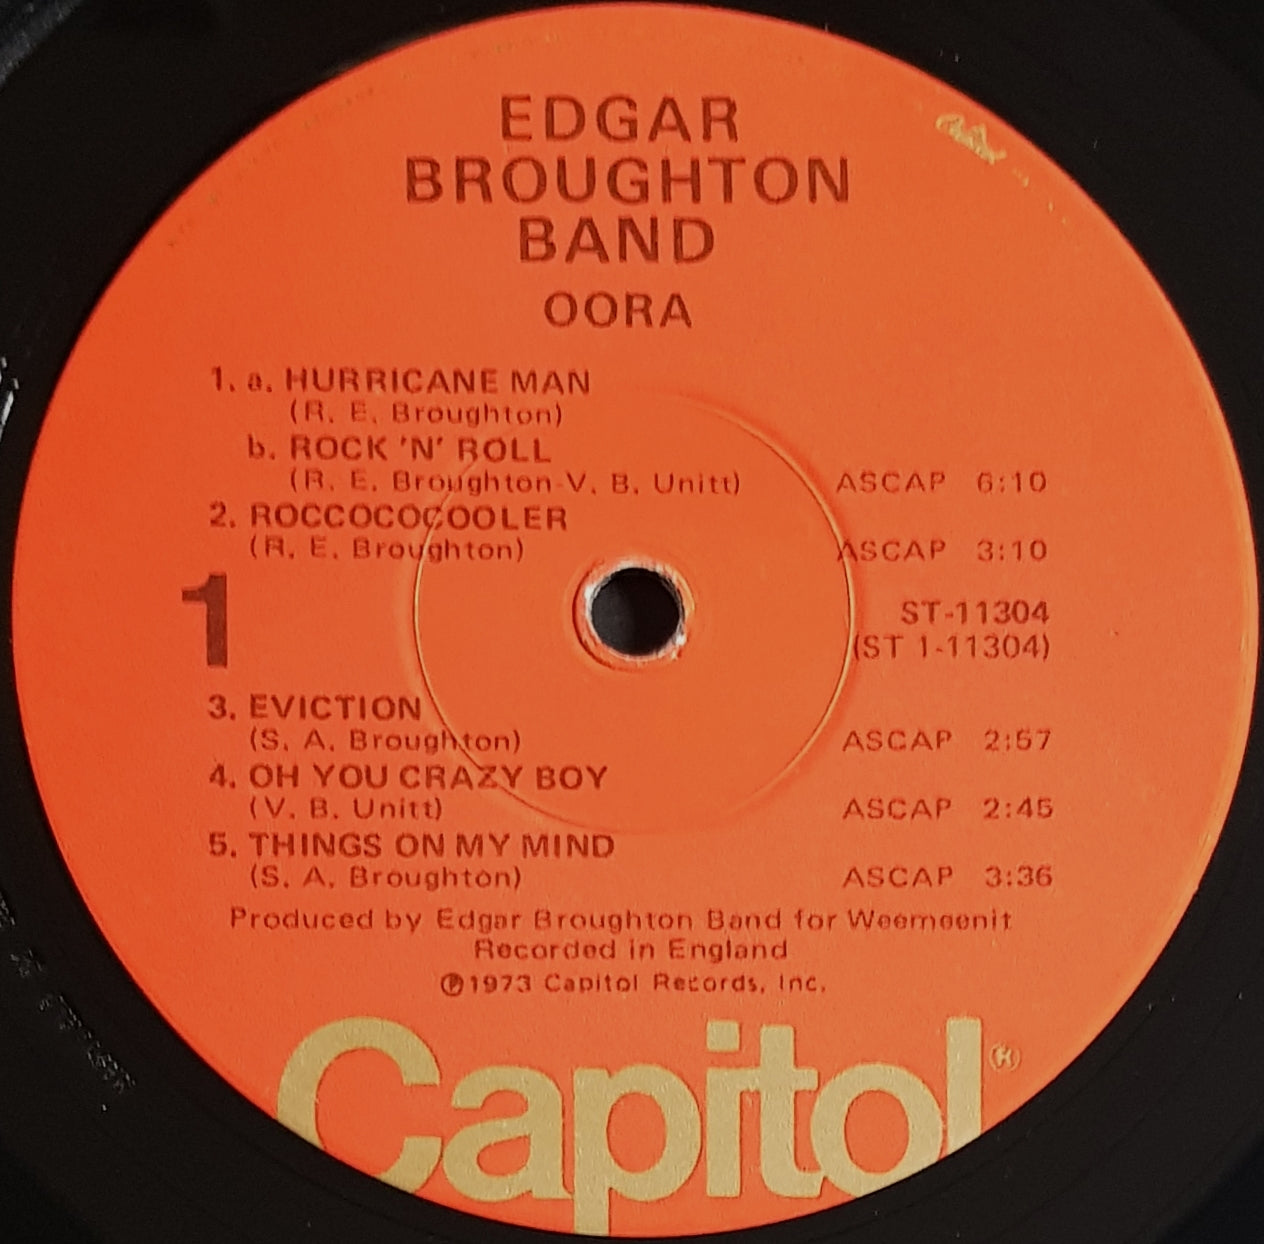 EDGAR
BROUGHTON
BAND
OORA
1. a. HURRICANE MAN
(R. E. Broughton)
b. ROCK 'N' ROLL
(R. E. Broughton-V. B. Unitt) ASCAP 6:10
2. ROCCOCOCOOLER
(R. E. Broughton) ASCAP 3:10
1
ST-11304
(ST 1-11304)
3. EVICTION
(S. A. Broughton) ASCAP 2:57
4. OH YOU CRAZY BOY
(V. B. Unitt) ASCAP 2:45
5. THINGS ON MY MIND
(S. A. Broughton) ASCAP 3:36
Produced by Edgar Broughton Band for Weemeenit
Recorded in England
℗1973 Capitol Records, Inc.
Capitol®
Capitol